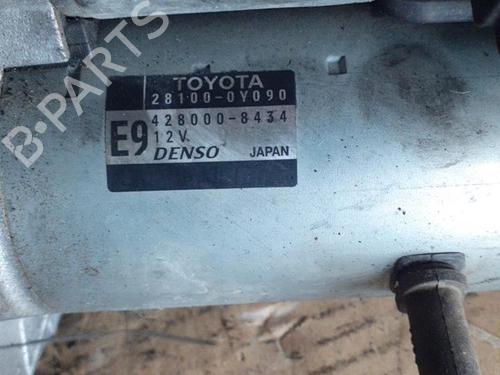 B-PARTS
TOYOTA
28100-0Y090
428000-8434
E9
12V
DENSO JAPAN